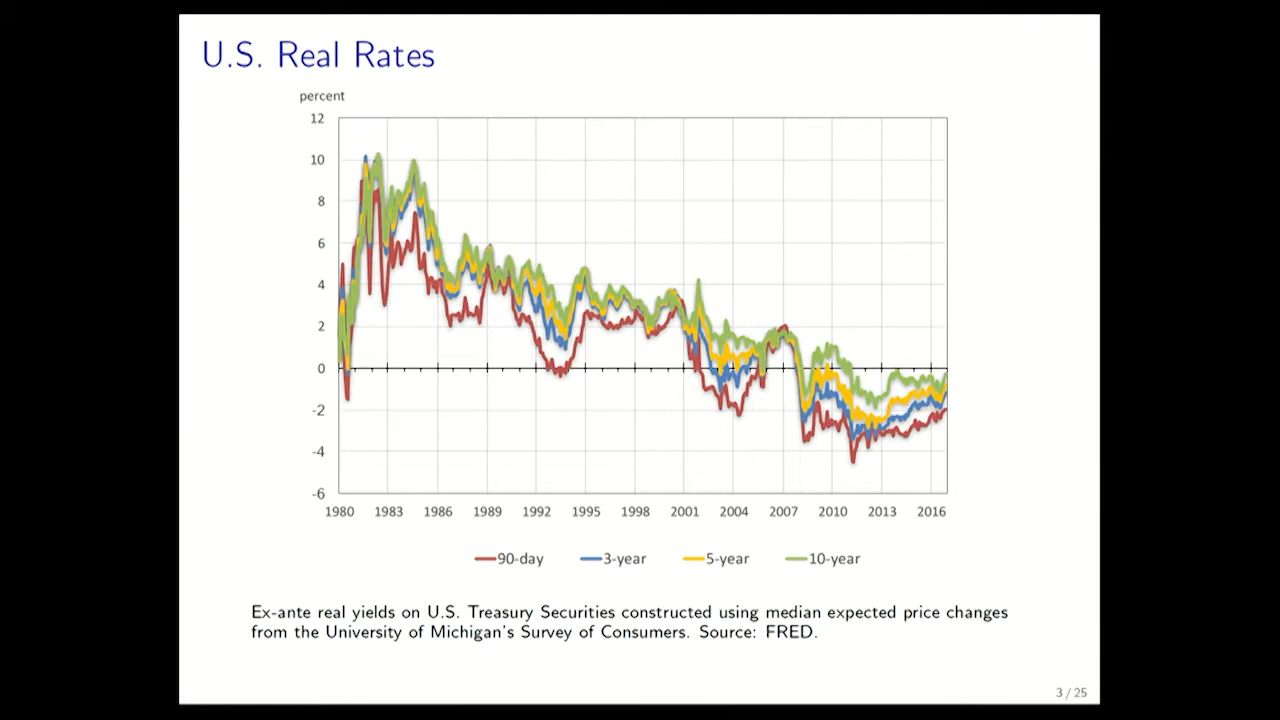 U.S. Real Rates
percent
12
10
8
6
4
2
0
-2
-4
-6
1980 1983 1986 1989 1992 1995 1998 2001 2004 2007 2010 2013 2016
90-day 3-year 5-year 10-year
Ex-ante real yields on U.S. Treasury Securities constructed using median expected price changes
from the University of Michigan's Survey of Consumers. Source: FRED.
3 / 25